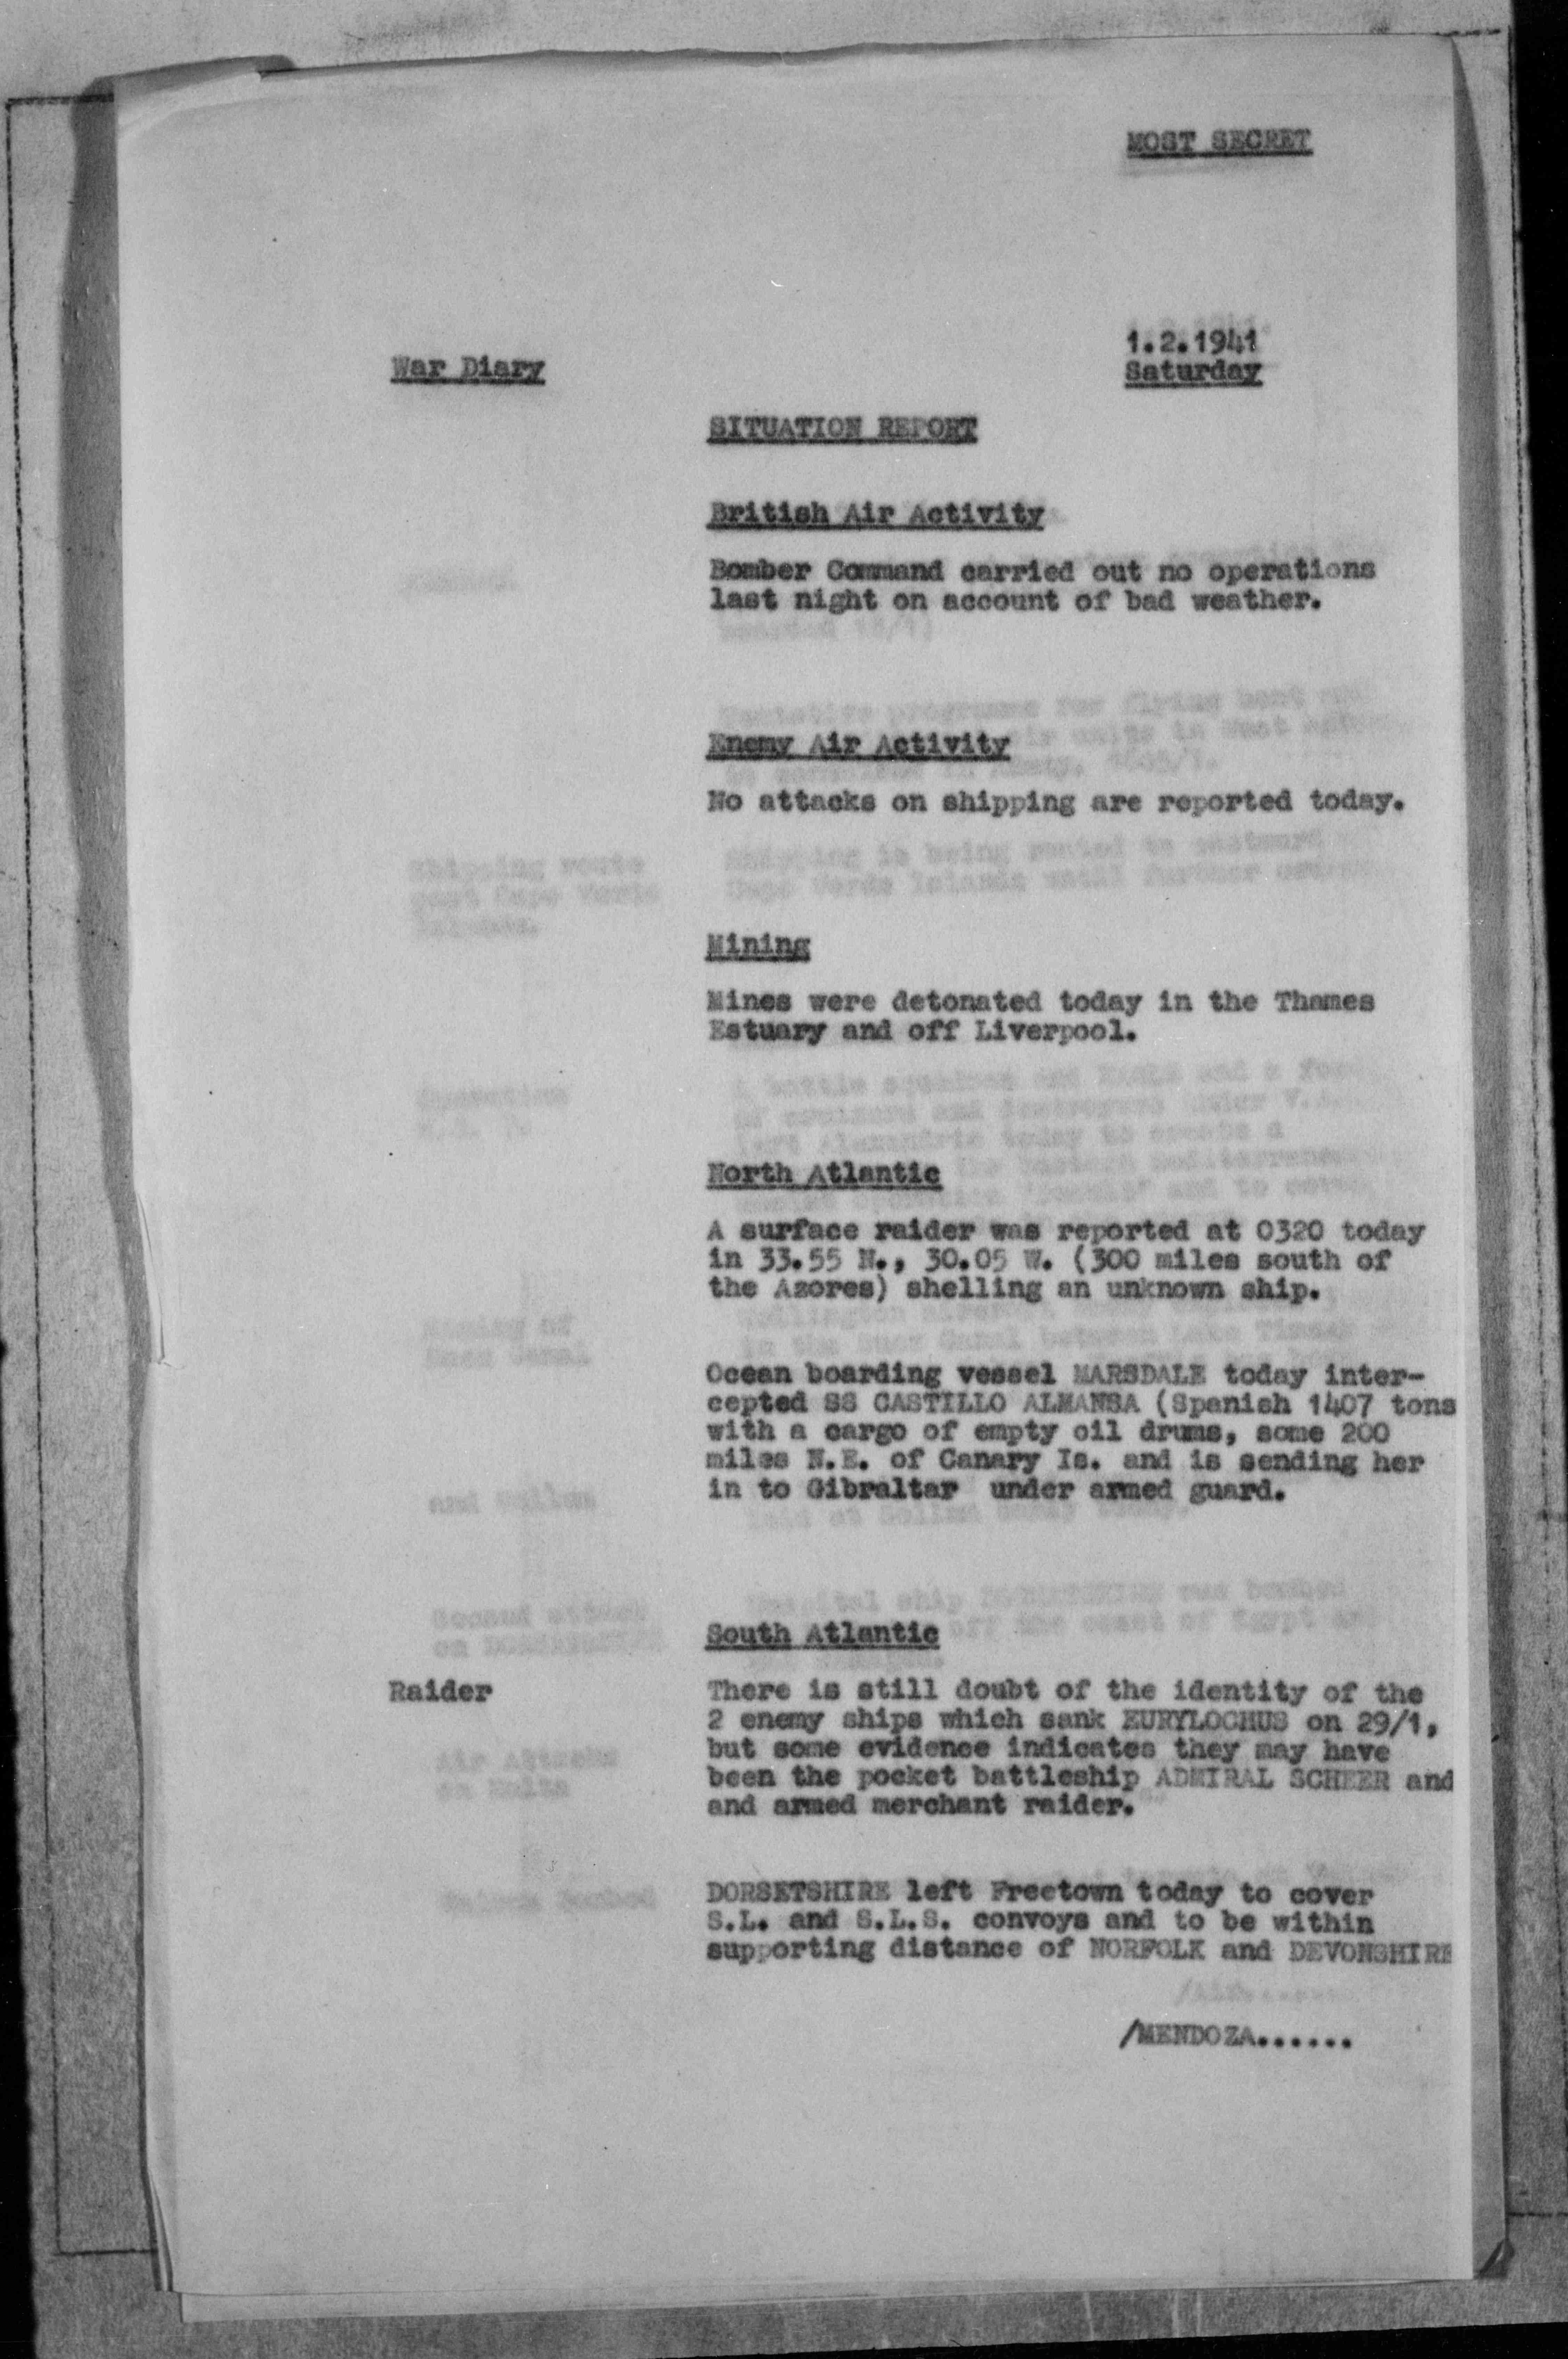 MOST SECRET
1.2.1941
War Diary
Saturday
SITUATION REPORT
British Air Activity
Bomber Command carried out no operations
last night on account of bad weather.
Enemy Air Activity
No attacks on shipping are reported today.
Mining
Mines were detonated today in the Thames
Estuary and off Liverpool.
North Atlantic
A surface raider was reported at 0320 today
in 33.55 N., 30.05 W. (300 miles south of
the Azores) shelling an unknown ship.
Ocean boarding vessel MARSDALE today inter-
cepted SS CASTILLO ALMANSA (Spanish 1407 tons
with a cargo of empty oil drums, some 200
miles N.E. of Canary Is. and is sending her
in to Gibraltar under armed guard.
South Atlantic
Raider
There is still doubt of the identity of the
2 enemy ships which sank EURYLOCHUS on 29/1,
but some evidence indicates they may have
been the pocket battleship ADMIRAL SCHEER and
and armed merchant raider.
DORSETSHIRE left Freetown today to cover
S.L. and S.L.S. convoys and to be within
supporting distance of NORFOLK and DEVONSHIRE
/MENDOZA......